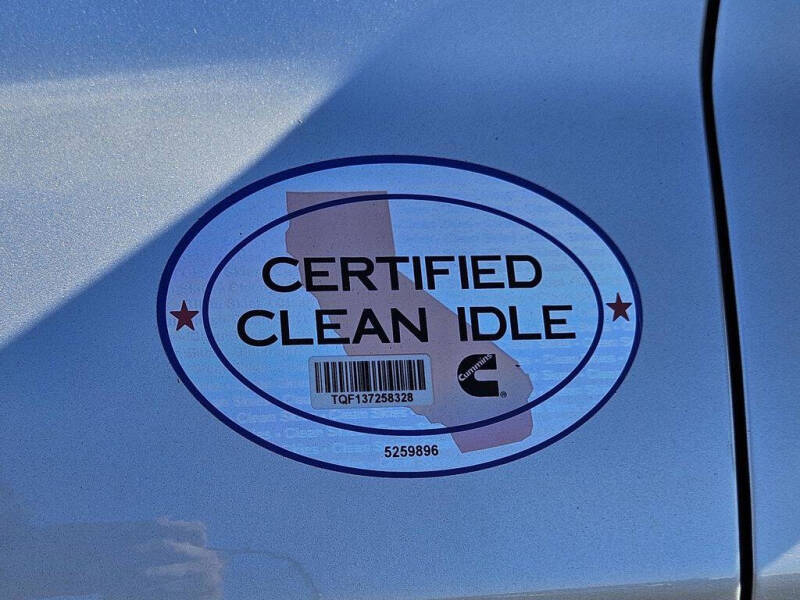 CERTIFIED
CLEAN IDLE
TQF137258328
Cummins
®
5259896